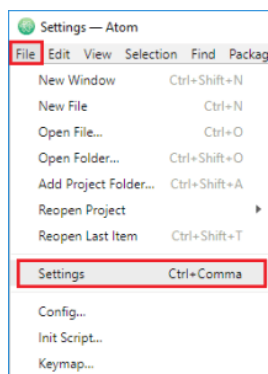 Settings — Atom
File Edit View Selection Find Packag
New Window Ctrl+Shift+N
New File Ctrl+N
Open File... Ctrl+O
Open Folder... Ctrl+Shift+O
Add Project Folder... Ctrl+Shift+A
Reopen Project
Reopen Last Item Ctrl+Shift+T
Settings Ctrl+Comma
Config...
Init Script...
Keymap...